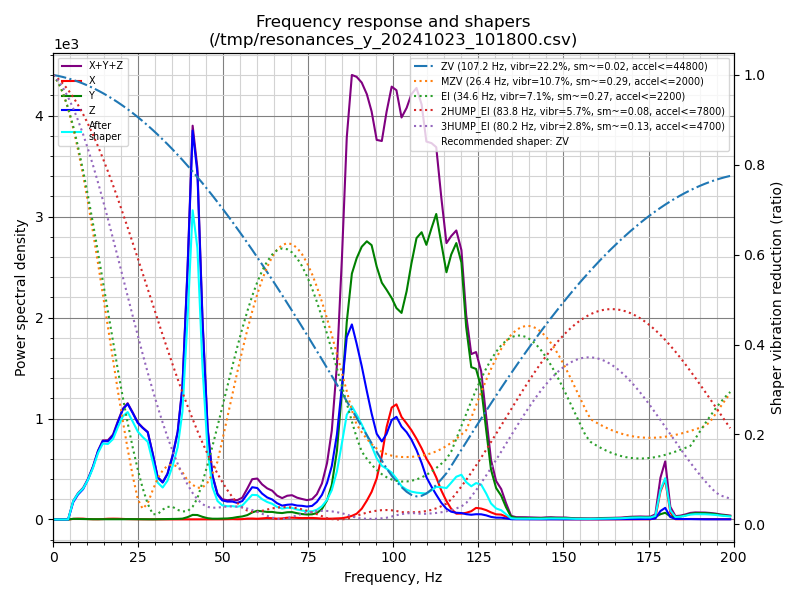 Frequency response and shapers
(/tmp/resonances_y_20241023_101800.csv)
1e3
X+Y+Z
X
Y
Z
After
shaper
ZV (107.2 Hz, vibr=22.2%, sm~=0.02, accel<=44800)
MZV (26.4 Hz, vibr=10.7%, sm~=0.29, accel<=2000)
EI (34.6 Hz, vibr=7.1%, sm~=0.27, accel<=2200)
2HUMP_EI (83.8 Hz, vibr=5.7%, sm~=0.08, accel<=7800)
3HUMP_EI (80.2 Hz, vibr=2.8%, sm~=0.13, accel<=4700)
Recommended shaper: ZV
Power spectral density
4
3
2
1
0
1.0
0.8
0.6
0.4
0.2
0.0
Shaper vibration reduction (ratio)
0 25 50 75 100 125 150 175 200
Frequency, Hz